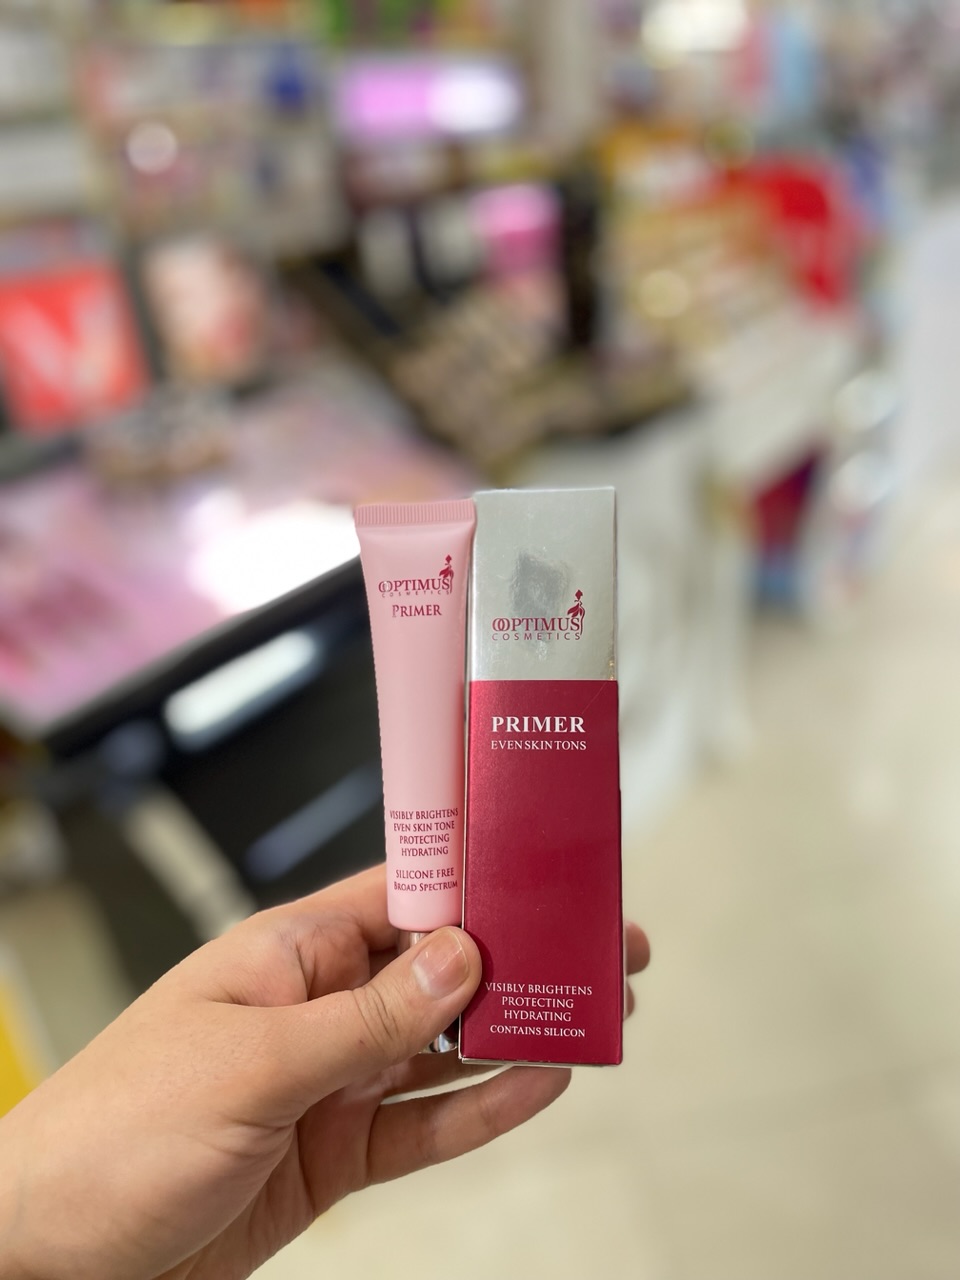 OPTIMUS
COSMETICS
PRIMER
VISIBLY BRIGHTENS
EVEN SKIN TONE
PROTECTING
HYDRATING
SILICONE FREE
BROAD SPECTRUM
OPTIMUS
COSMETICS
PRIMER
EVEN SKIN TONS
VISIBLY BRIGHTENS
PROTECTING
HYDRATING
CONTAINS SILICON